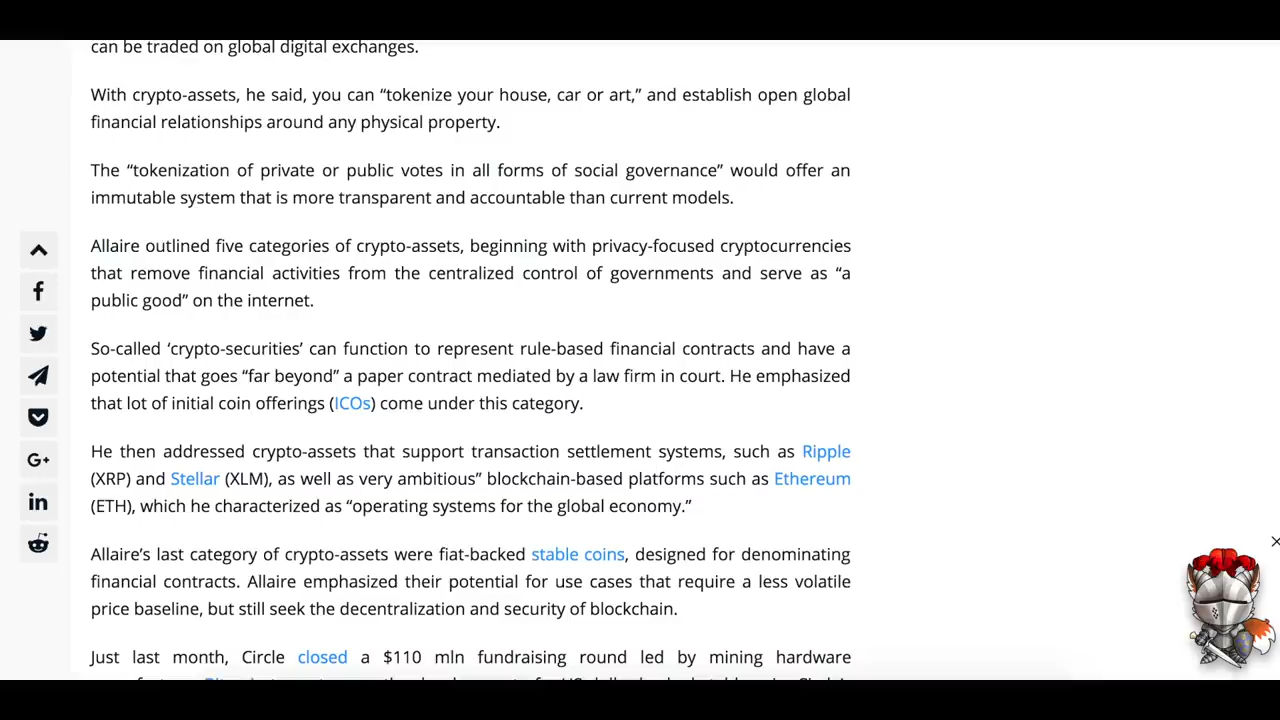 can be traded on global digital exchanges.
With crypto-assets, he said, you can “tokenize your house, car or art,” and establish open global
financial relationships around any physical property.
The “tokenization of private or public votes in all forms of social governance” would offer an
immutable system that is more transparent and accountable than current models.
Allaire outlined five categories of crypto-assets, beginning with privacy-focused cryptocurrencies
that remove financial activities from the centralized control of governments and serve as “a
public good” on the internet.
So-called ‘crypto-securities’ can function to represent rule-based financial contracts and have a
potential that goes “far beyond” a paper contract mediated by a law firm in court. He emphasized
that lot of initial coin offerings (ICOs) come under this category.
He then addressed crypto-assets that support transaction settlement systems, such as Ripple
(XRP) and Stellar (XLM), as well as very ambitious” blockchain-based platforms such as Ethereum
(ETH), which he characterized as “operating systems for the global economy.”
Allaire’s last category of crypto-assets were fiat-backed stable coins, designed for denominating
financial contracts. Allaire emphasized their potential for use cases that require a less volatile
price baseline, but still seek the decentralization and security of blockchain.
Just last month, Circle closed a $110 mln fundraising round led by mining hardware